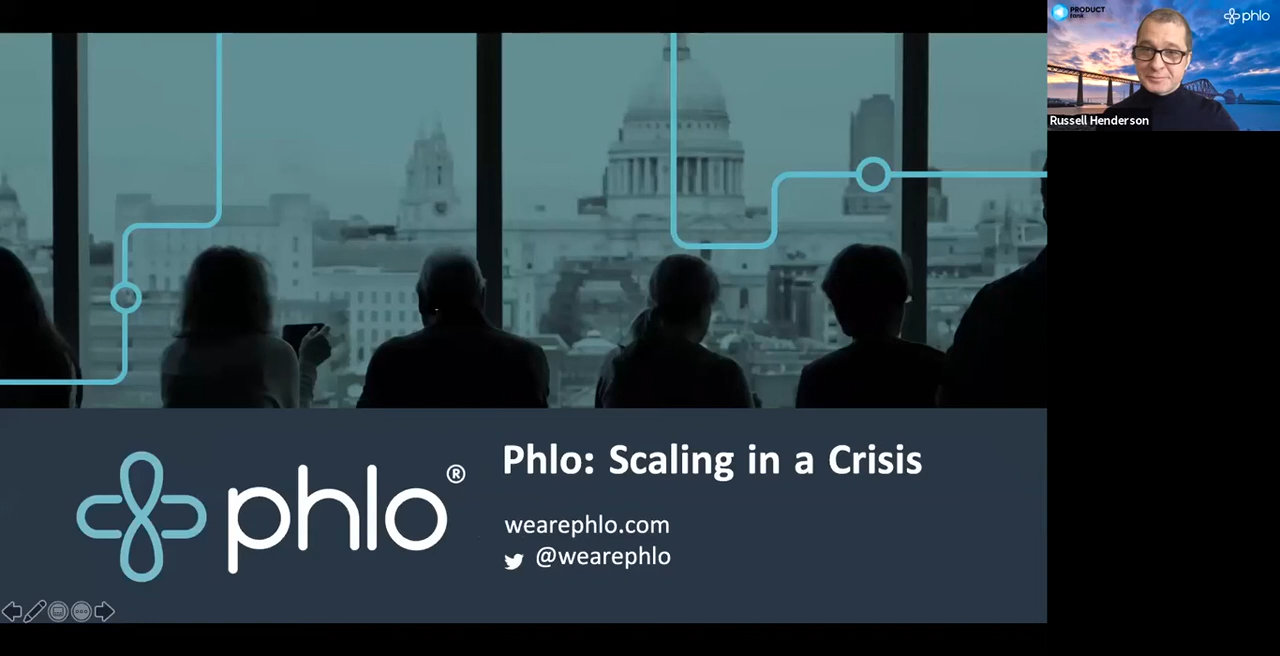 PRODUCT
tank
phlo
Russell Henderson
phlo®
Phlo: Scaling in a Crisis
wearephlo.com
@wearephlo